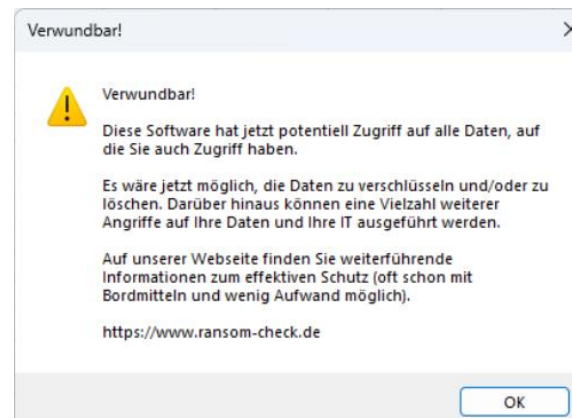 Verwundbar!
Verwundbar!
Diese Software hat jetzt potentiell Zugriff auf alle Daten, auf
die Sie auch Zugriff haben.
Es wäre jetzt möglich, die Daten zu verschlüsseln und/oder zu
löschen. Darüber hinaus können eine Vielzahl weiterer
Angriffe auf Ihre Daten und Ihre IT ausgeführt werden.
Auf unserer Webseite finden Sie weiterführende
Informationen zum effektiven Schutz (oft schon mit
Bordmitteln und wenig Aufwand möglich).
https://www.ransom-check.de
OK